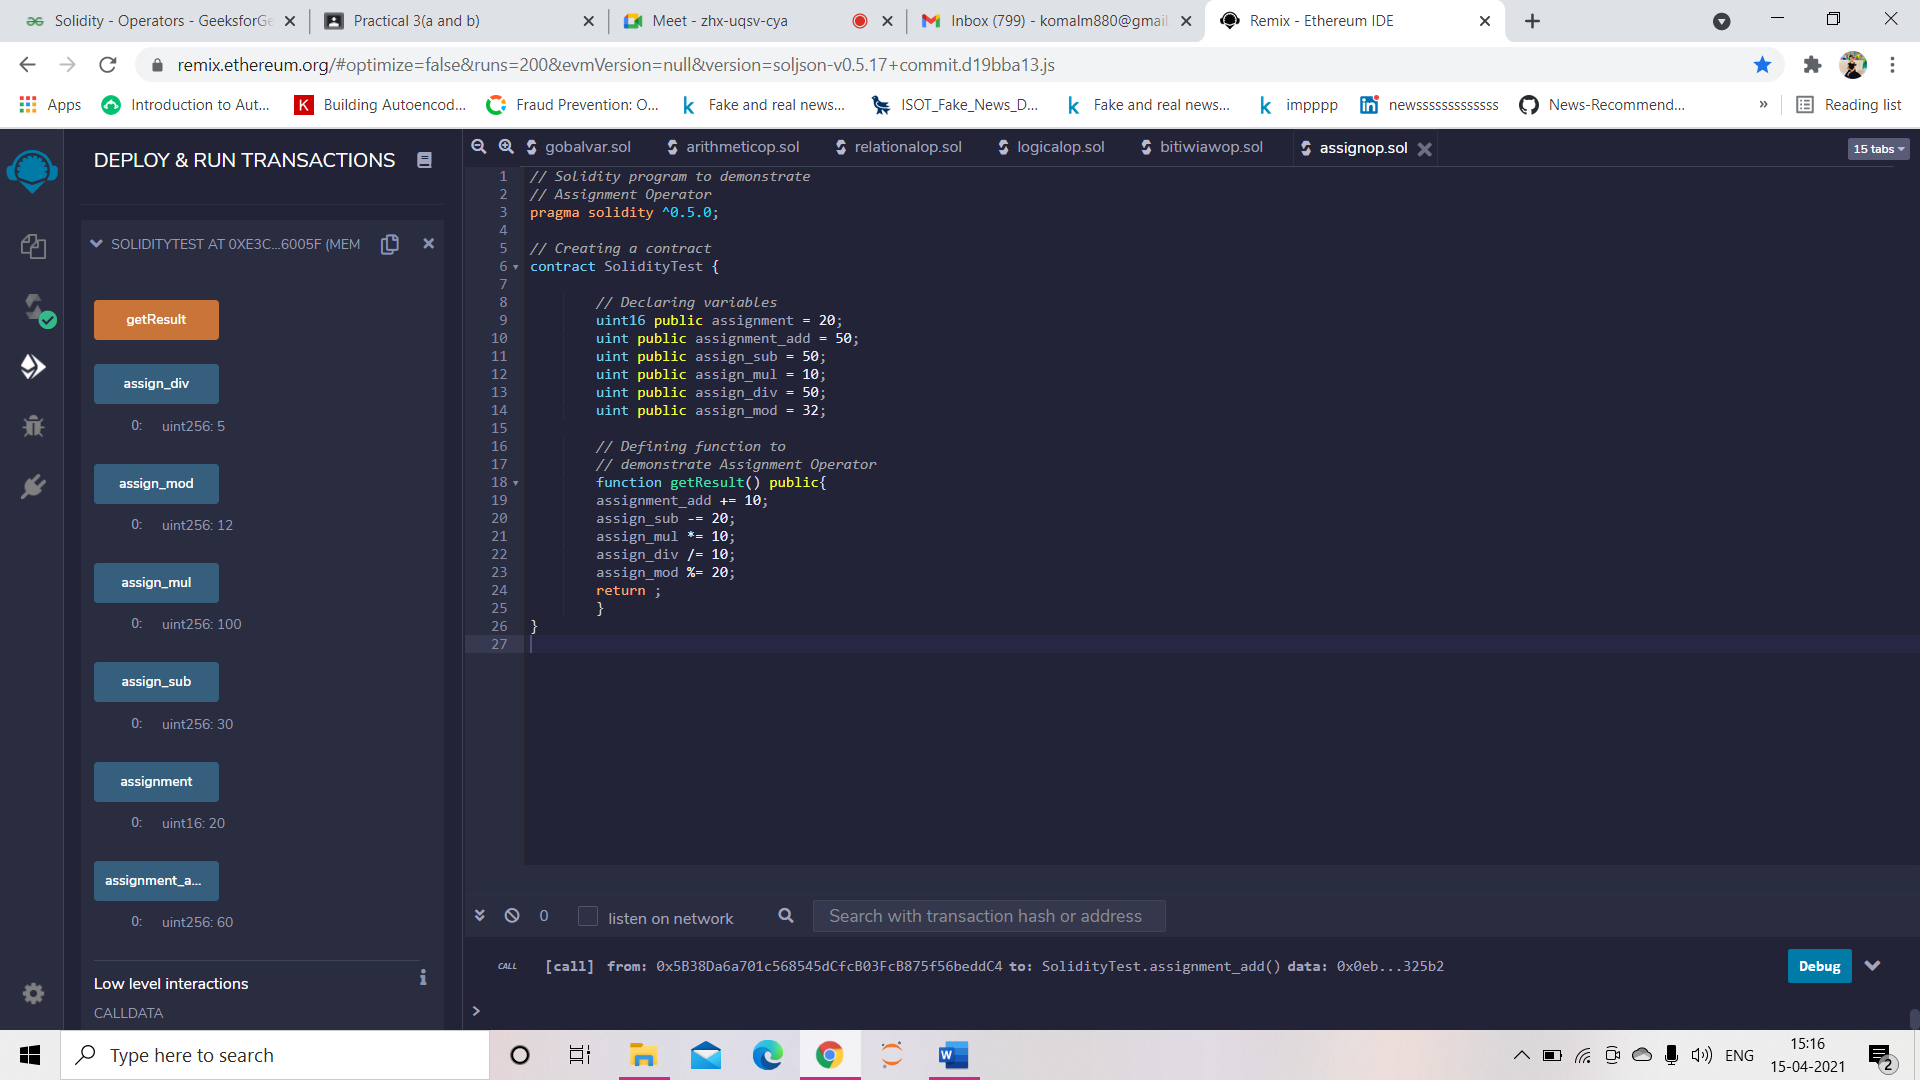 Solidity - Operators - GeeksforGe
Practical 3(a and b)
Meet - zhx-uqsv-cya
Inbox (799) - komalm880@gmail
Remix - Ethereum IDE
remix.ethereum.org/#optimize=false&runs=200&evmVersion=null&version=soljson-v0.5.17+commit.d19bba13.js
Apps
Introduction to Aut...
Building Autoencod...
Fraud Prevention: O...
Fake and real news...
ISOT_Fake_News_D...
Fake and real news...
impppp
newsssssssssssss
News-Recommend...
»
Reading list
DEPLOY & RUN TRANSACTIONS
gobalvar.sol
arithmeticop.sol
relationalop.sol
logicalop.sol
bitiwiawop.sol
assignop.sol
15 tabs
SOLIDITYTEST AT 0XE3C...6005F (MEM
getResult
assign_div
0: uint256: 5
assign_mod
0: uint256: 12
assign_mul
0: uint256: 100
assign_sub
0: uint256: 30
assignment
0: uint16: 20
assignment_a...
0: uint256: 60
Low level interactions
CALLDATA
1 // Solidity program to demonstrate
2 // Assignment Operator
3 pragma solidity ^0.5.0;
4
5 // Creating a contract
6 contract SolidityTest {
7
8 // Declaring variables
9 uint16 public assignment = 20;
10 uint public assignment_add = 50;
11 uint public assign_sub = 50;
12 uint public assign_mul = 10;
13 uint public assign_div = 50;
14 uint public assign_mod = 32;
15
16 // Defining function to
17 // demonstrate Assignment Operator
18 function getResult() public{
19 assignment_add += 10;
20 assign_sub -= 20;
21 assign_mul *= 10;
22 assign_div /= 10;
23 assign_mod %= 20;
24 return ;
25 }
26 }
27
0
listen on network
Search with transaction hash or address
CALL
[call] from: 0x5B38Da6a701c568545dCfcB03FcB875f56beddC4 to: SolidityTest.assignment_add() data: 0x0eb...325b2
Debug
>
Type here to search
ENG
15:16
15-04-2021
2